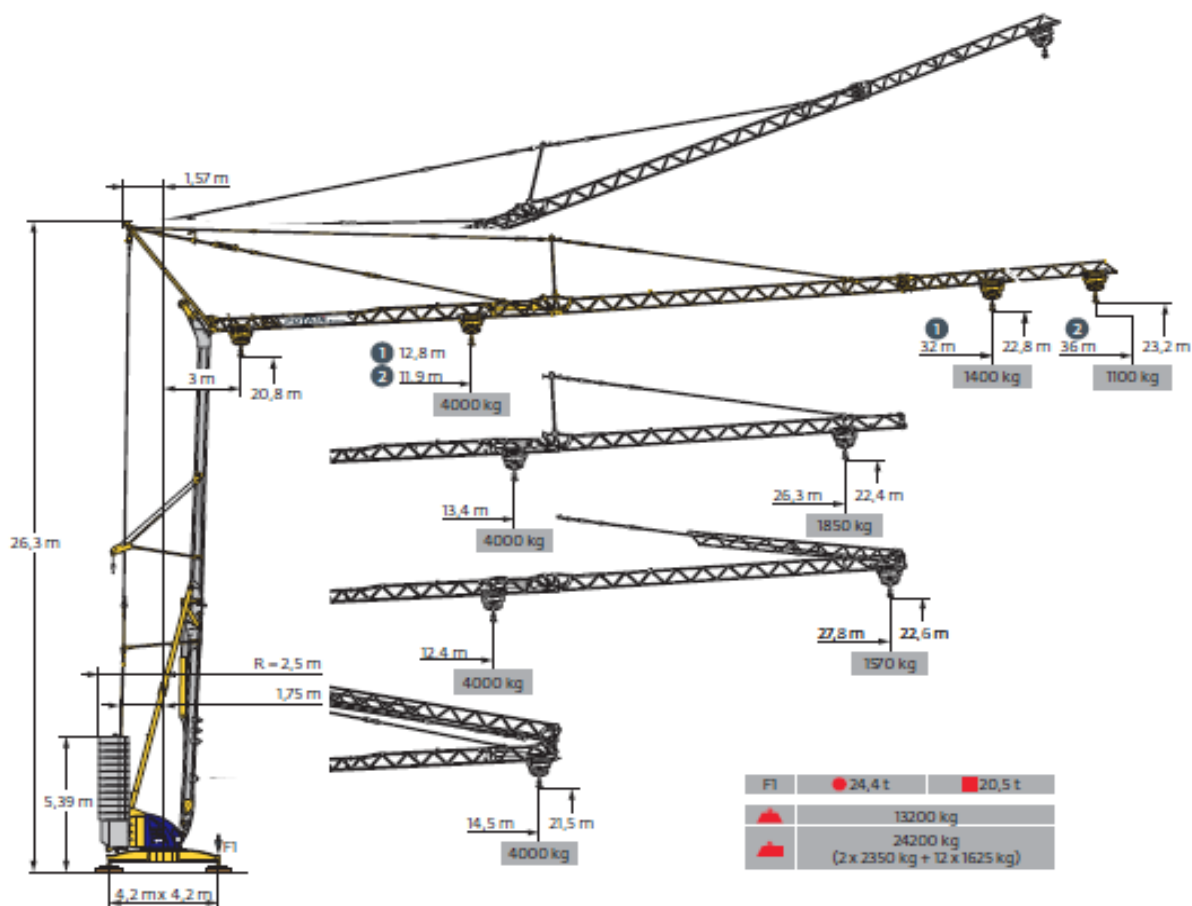 1,57 m
3 m
20,8 m
1 12,8 m
2 11.9 m
4000 kg
1
32 m
22,8 m
1400 kg
2
36 m
23,2 m
1100 kg
13,4 m
4000 kg
26,3 m
22,4 m
1850 kg
26,3 m
12.4 m
4000 kg
27,8 m
22,6 m
1570 kg
R = 2,5 m
1,75 m
5,39 m
14,5 m
21,5 m
4000 kg
F1
4,2 m x 4,2 m
F1 24,4 t 20,5 t
13200 kg
24200 kg
(2 x 2350 kg + 12 x 1625 kg)